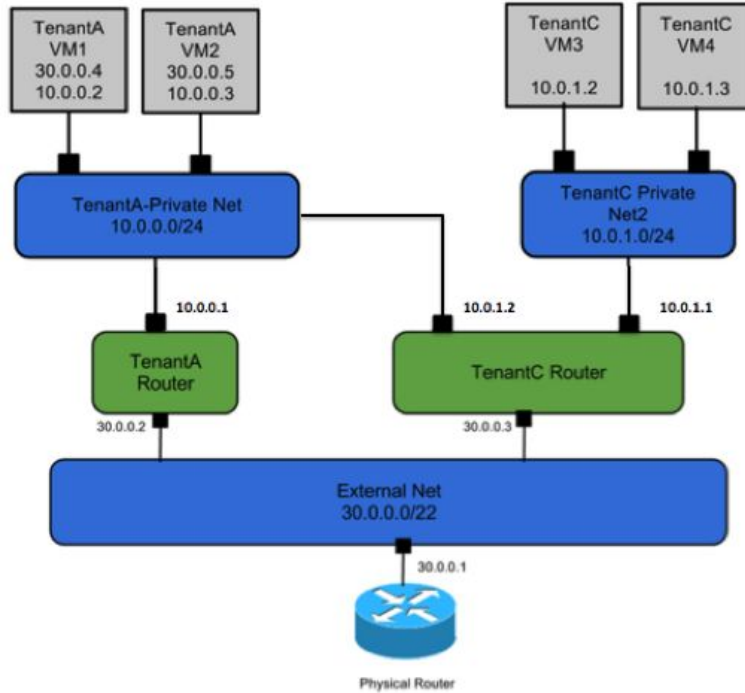 TenantA
VM1
30.0.0.4
10.0.0.2
TenantA
VM2
30.0.0.5
10.0.0.3
TenantC
VM3
10.0.1.2
TenantC
VM4
10.0.1.3
TenantA-Private Net
10.0.0.0/24
TenantC Private
Net2
10.0.1.0/24
10.0.0.1
10.0.1.2
10.0.1.1
TenantA
Router
TenantC Router
30.0.0.2
30.0.0.3
External Net
30.0.0.0/22
30.0.0.1
Physical Router